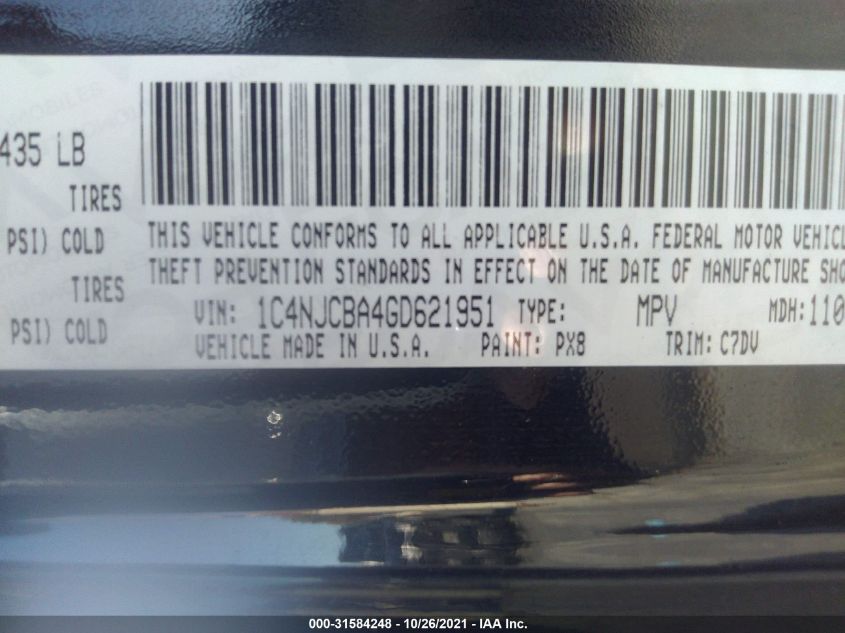 435 LB
TIRES
PSI) COLD
TIRES
PSI) COLD
THIS VEHICLE CONFORMS TO ALL APPLICABLE U.S.A. FEDERAL MOTOR VEHICL
THEFT PREVENTION STANDARDS IN EFFECT ON THE DATE OF MANUFACTURE SHO
VIN: 1C4NJCBA4GD621951 TYPE: MPV MDH: 110
VEHICLE MADE IN U.S.A. PAINT: PX8 TRIM: C7DV
000-31584248 - 10/26/2021 - IAA Inc.